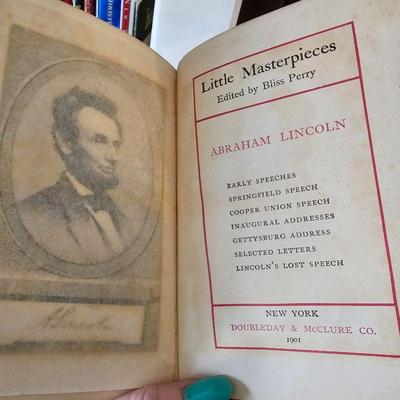 A Lincoln
Little Masterpieces
Edited by Bliss Perry
ABRAHAM LINCOLN
EARLY SPEECHES
SPRINGFIELD SPEECH
COOPER UNION SPEECH
INAUGURAL ADDRESSES
GETTYSBURG ADDRESS
SELECTED LETTERS
LINCOLN'S LOST SPEECH
NEW YORK
DOUBLEDAY & McCLURE CO.
1901